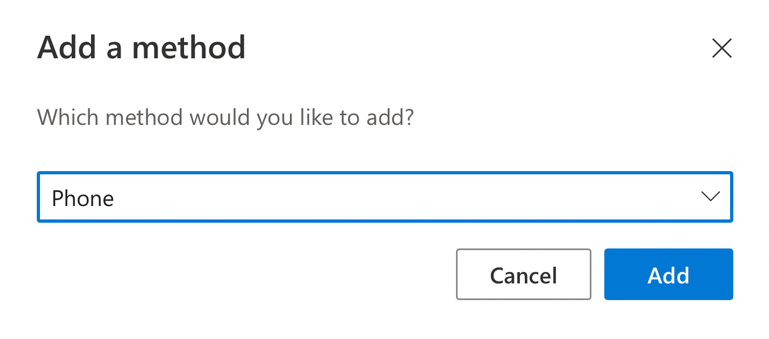 Add a method
Which method would you like to add?
Phone
Cancel
Add